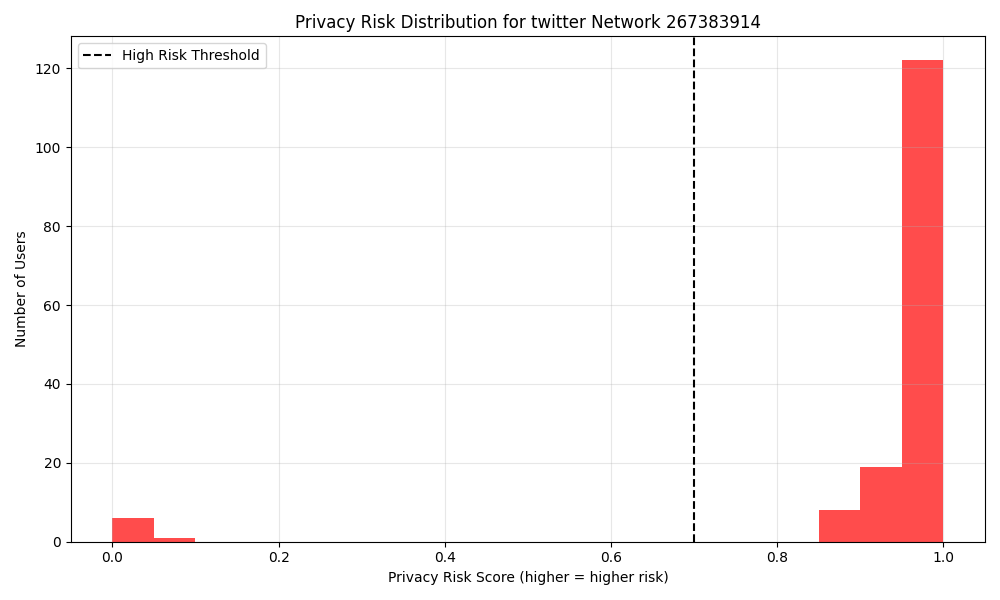 Privacy Risk Distribution for twitter Network 267383914
High Risk Threshold
Number of Users
120
100
80
60
40
20
0
0.0 0.2 0.4 0.6 0.8 1.0
Privacy Risk Score (higher = higher risk)